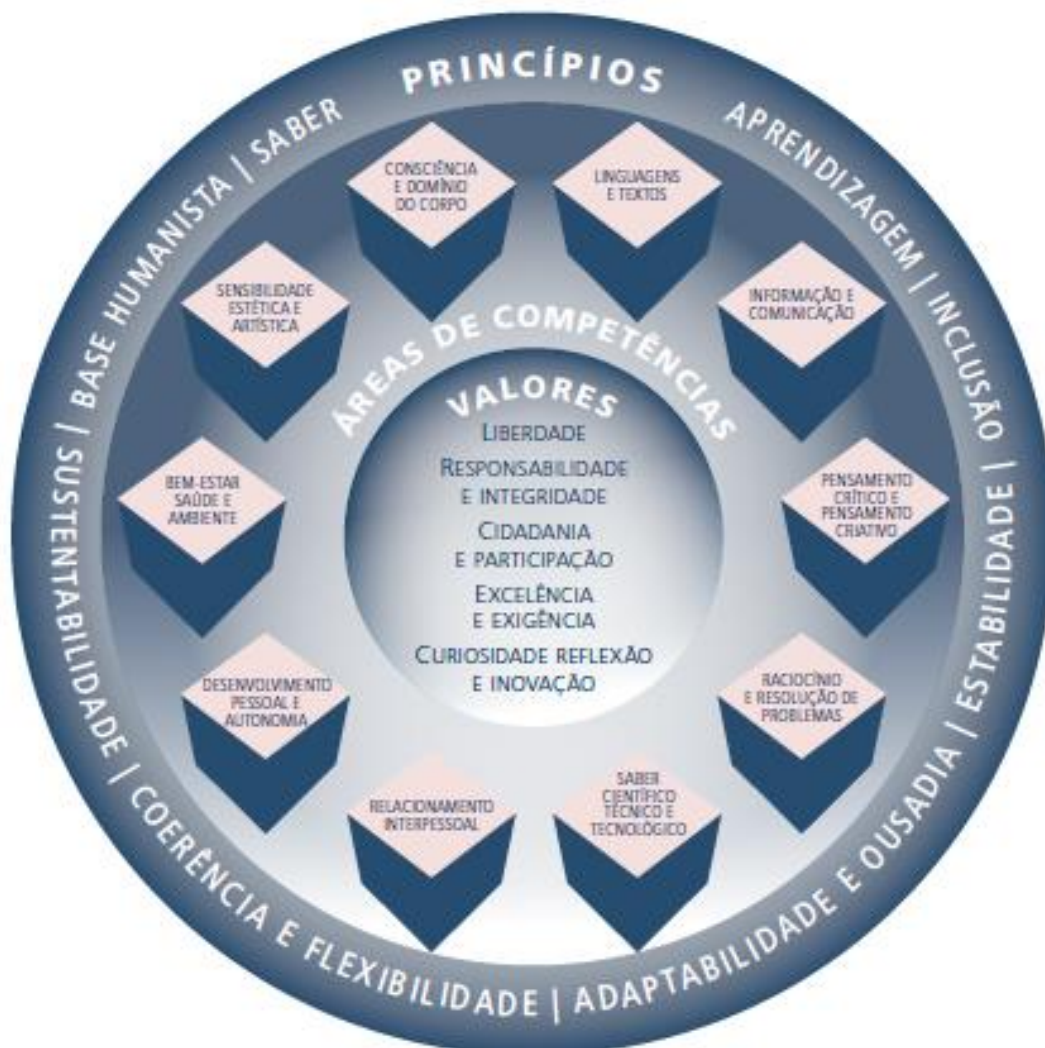 PRINCÍPIOS
APRENDIZAGEM | INCLUSÃO | ESTABILIDADE | ADAPTABILIDADE E OUSADIA | COERÊNCIA E FLEXIBILIDADE | SUSTENTABILIDADE | BASE HUMANISTA | SABER
CONSCIÊNCIA
E DOMÍNIO
DO CORPO
LINGUAGENS
E TEXTOS
SENSIBILIDADE
ESTÉTICA E
ARTÍSTICA
INFORMAÇÃO E
COMUNICAÇÃO
BEM-ESTAR
SAÚDE E
AMBIENTE
PENSAMENTO
CRÍTICO E
PENSAMENTO
CRIATIVO
DESENVOLVIMENTO
PESSOAL E
AUTONOMIA
RACIOCÍNIO
E RESOLUÇÃO DE
PROBLEMAS
RELACIONAMENTO
INTERPESSOAL
SABER
CIENTÍFICO
TÉCNICO E
TECNOLÓGICO
ÁREAS DE COMPETÊNCIAS
VALORES
LIBERDADE
RESPONSABILIDADE
E INTEGRIDADE
CIDADANIA
E PARTICIPAÇÃO
EXCELÊNCIA
E EXIGÊNCIA
CURIOSIDADE REFLEXÃO
E INOVAÇÃO